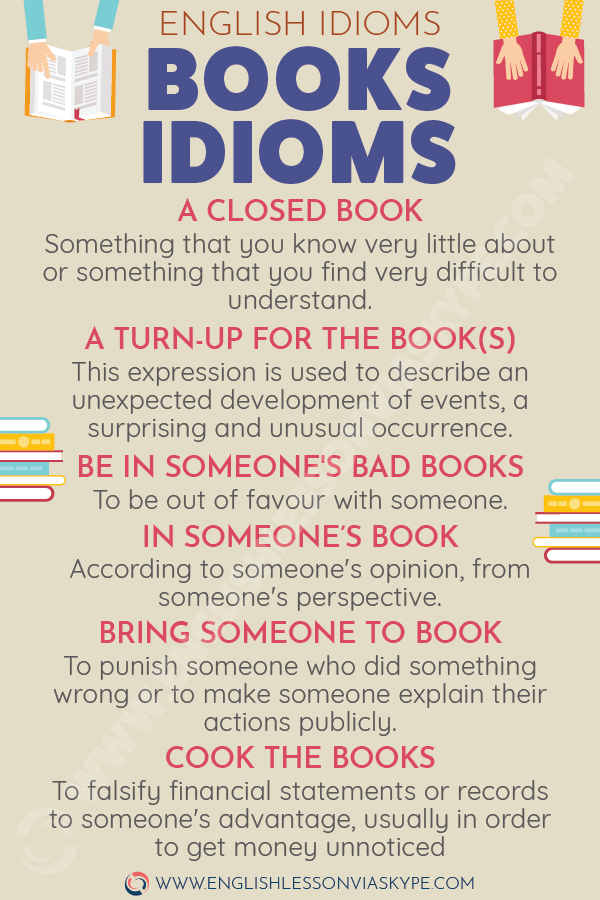 ENGLISH IDIOMS
BOOKS
IDIOMS
A CLOSED BOOK
Something that you know very little about
or something that you find very difficult to
understand.
A TURN-UP FOR THE BOOK(S)
This expression is used to describe an
unexpected development of events, a
surprising and unusual occurrence.
BE IN SOMEONE'S BAD BOOKS
To be out of favour with someone.
IN SOMEONE’S BOOK
According to someone's opinion, from
someone's perspective.
BRING SOMEONE TO BOOK
To punish someone who did something
wrong or to make someone explain their
actions publicly.
COOK THE BOOKS
To falsify financial statements or records
to someone's advantage, usually in order
to get money unnoticed
WWW.ENGLISHLESSONVIASKYPE.COM
WWW.ENGLISHLESSONVIASKYPE.COM